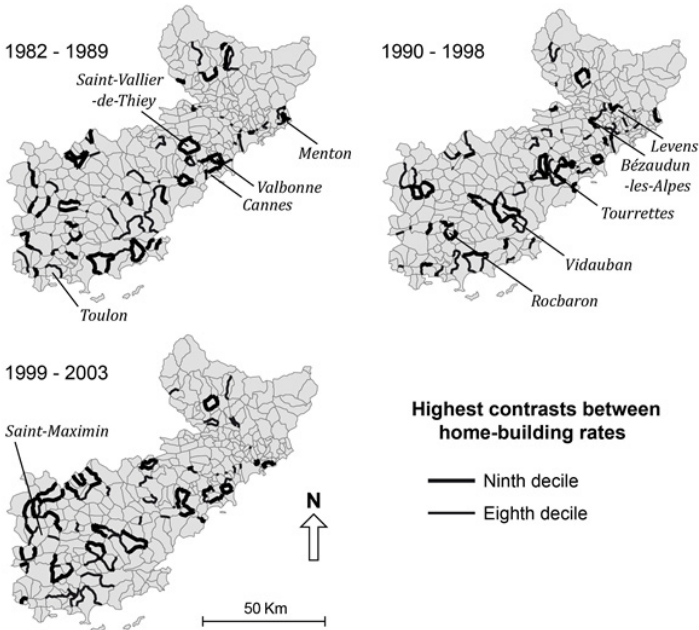 1982 - 1989
Saint-Vallier
-de-Thiey
Menton
Valbonne
Cannes
Toulon
1990 - 1998
Levens
Bézaudun
-les-Alpes
Tourrettes
Vidauban
Rocbaron
1999 - 2003
Saint-Maximin
N
50 Km
Highest contrasts between
home-building rates
Ninth decile
Eighth decile